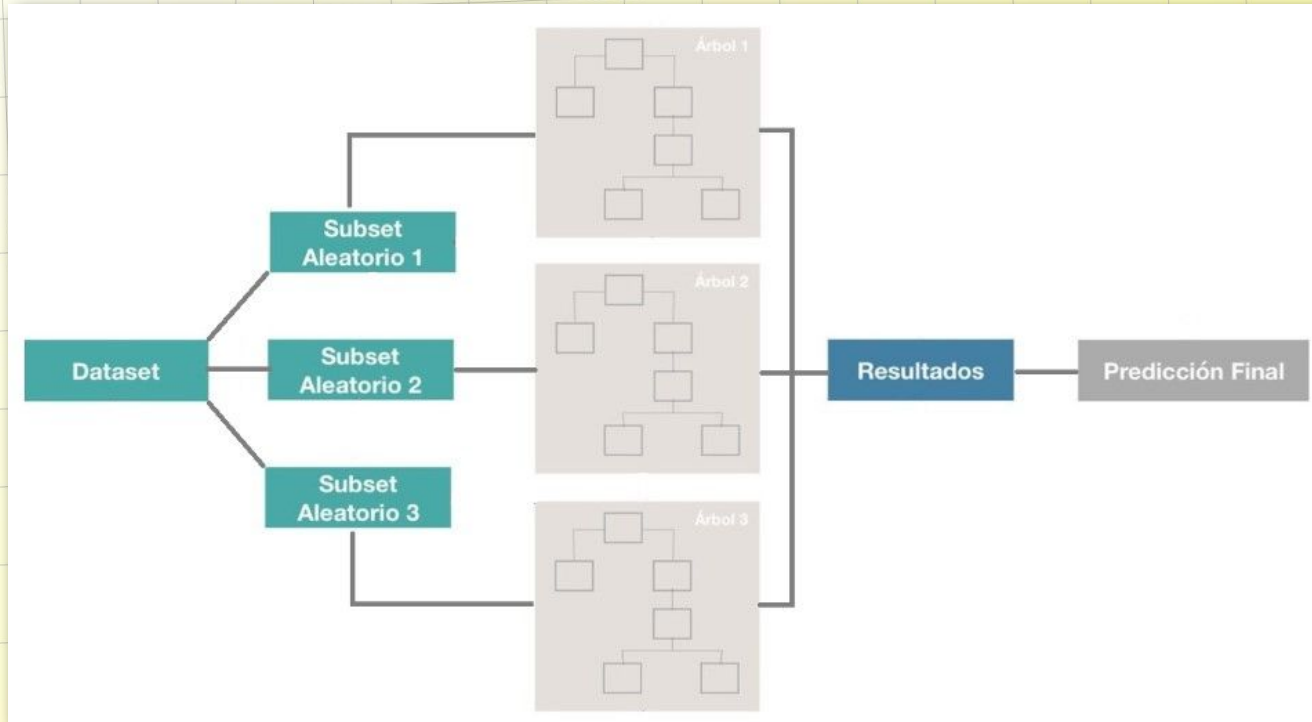 Árbol 1
Subset
Aleatorio 1
Árbol 2
Dataset
Subset
Aleatorio 2
Resultados
Predicción Final
Subset
Aleatorio 3
Árbol 3